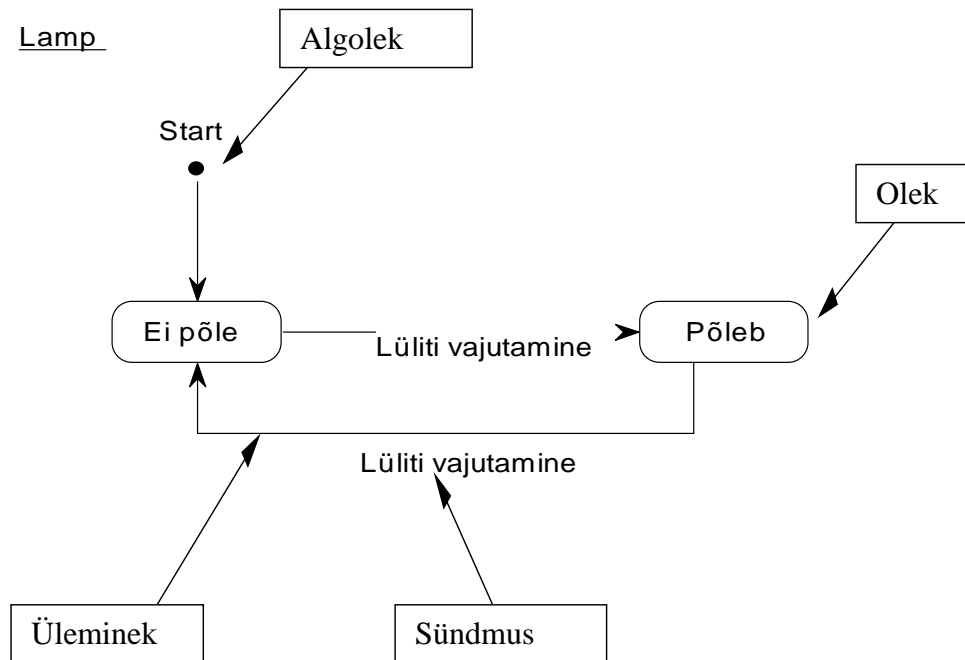 Lamp
Algolek
Start
Olek
Ei põle
Lüliti vajutamine
Põleb
Lüliti vajutamine
Üleminek
Sündmus